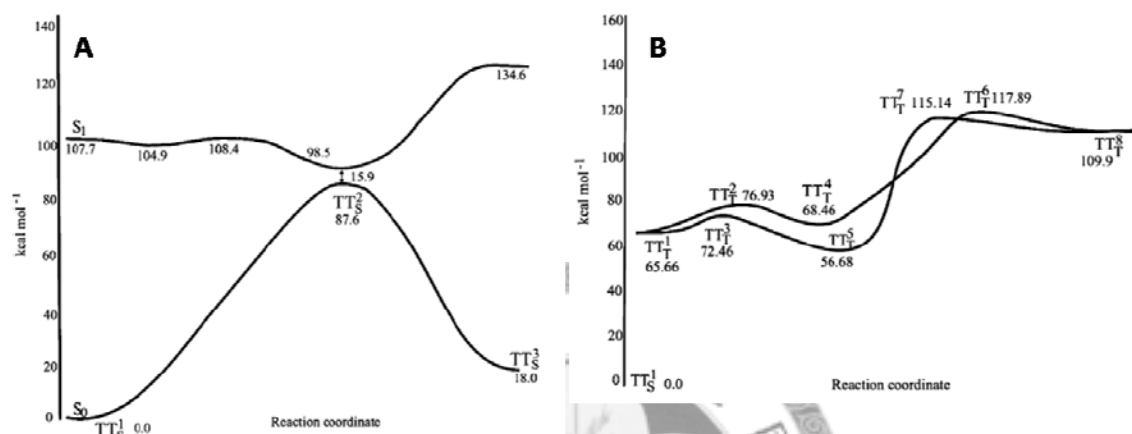 A
140
120
100
80
60
40
20
0
kcal mol⁻¹
S₁
107.7
104.9
108.4
98.5
15.9
TT²S
87.6
134.6
TT³S
18.0
S₀
TT¹S 0.0
Reaction coordinate
B
160
140
120
100
80
60
40
20
0
kcal mol⁻¹
TT¹T
65.66
TT²T 76.93
TT³T
72.46
TT⁴T
68.46
TT⁵T
56.68
TT⁷T 115.14
TT⁶T 117.89
TT⁸T
109.9
TT¹S 0.0
Reaction coordinate